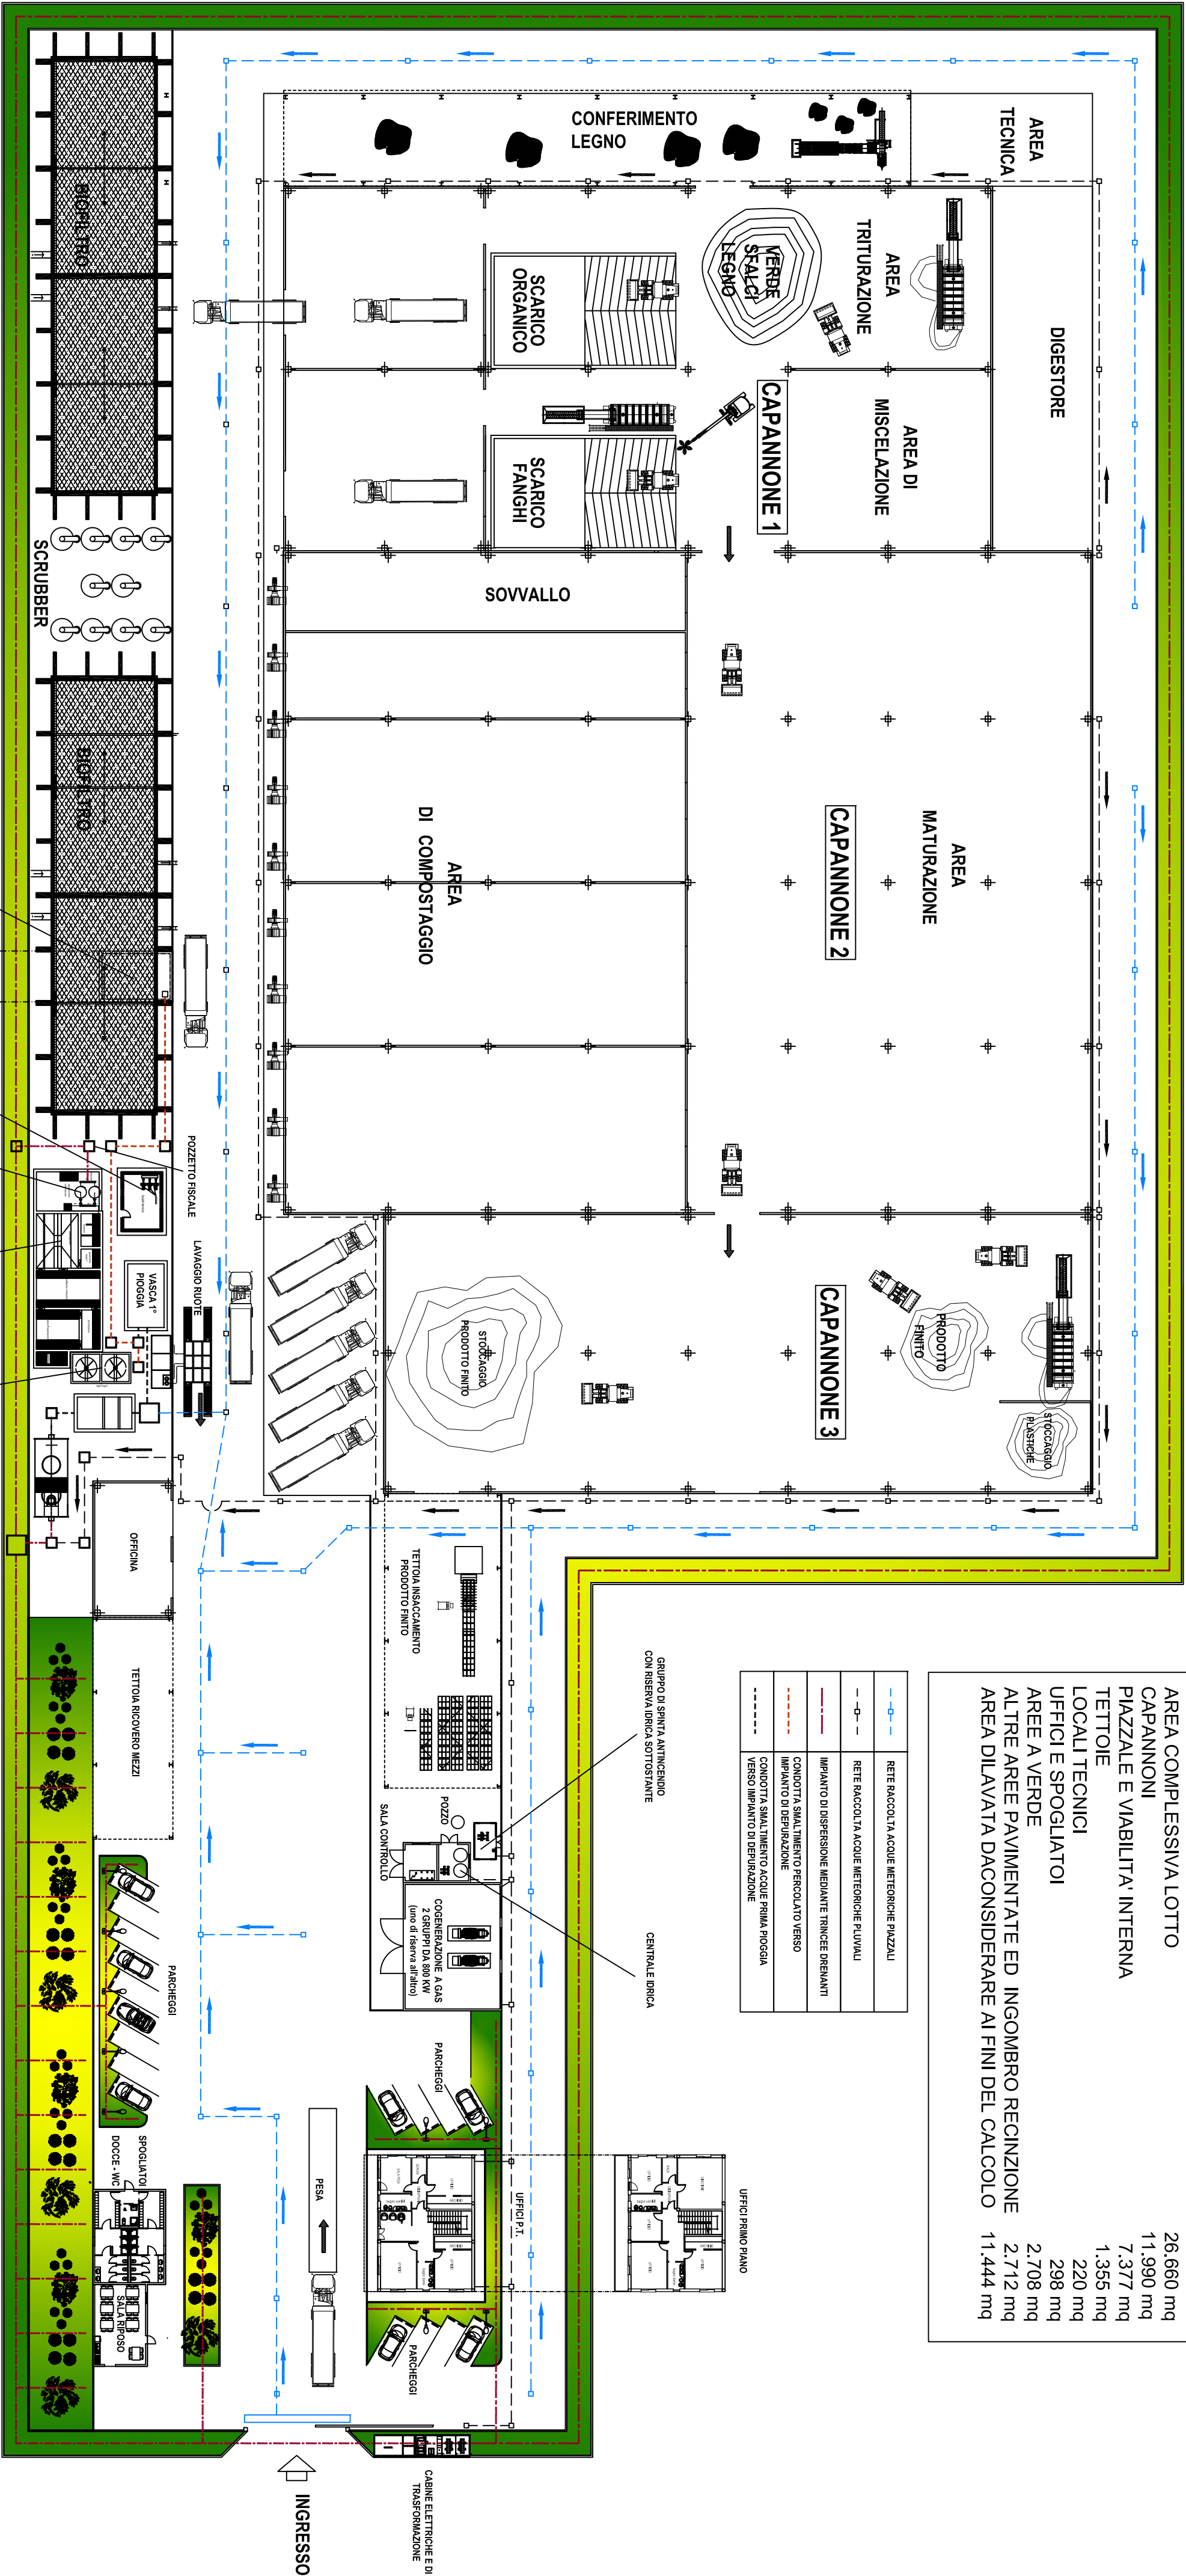 AREA COMPLESSIVA LOTTO 26.660 mq
CAPANNONI 11.990 mq
PIAZZALE E VIABILITA' INTERNA 7.377 mq
TETTOIE 1.355 mq
LOCALI TECNICI 220 mq
UFFICI E SPOGLIATOI 298 mq
AREE A VERDE 2.708 mq
ALTRE AREE PAVIMENTATE ED INGOMBRO RECINZIONE 2.712 mq
AREA DILAVATA DACONSIDERARE AI FINI DEL CALCOLO 11.444 mq
RETE RACCOLTA ACQUE METEORICHE PIAZZALI
RETE RACCOLTA ACQUE METEORICHE PLUVIALI
IMPIANTO DI DISPERSIONE MEDIANTE TRINCEE DRENANTI
CONDOTTA SMALTIMENTO PERCOLATO VERSO
IMPIANTO DI DEPURAZIONE
CONDOTTA SMALTIMENTO ACQUE PRIMA PIOGGIA
VERSO IMPIANTO DI DEPURAZIONE
AREA
TECNICA
CONFERIMENTO
LEGNO
DIGESTORE
AREA
TRITURAZIONE
VERDE
SFALCI
LEGNO
AREA DI
MISCELAZIONE
CAPANNONE 1
SCARICO
ORGANICO
SCARICO
FANGHI
SOVVALLO
AREA
MATURAZIONE
CAPANNONE 2
AREA
DI COMPOSTAGGIO
CAPANNONE 3
PRODOTTO
FINITO
STOCCAGGIO
PLASTICHE
STOCCAGGIO
PRODOTTO FINITO
BIOFILTRO
SCRUBBER
BIOFILTRO
POZZETTO FISCALE
LAVAGGIO RUOTE
VASCA 1°
PIOGGIA
OFFICINA
TETTOIA RICOVERO MEZZI
TETTOIA INSACCAMENTO
PRODOTTO FINITO
GRUPPO DI SPINTA ANTINCENDIO
CON RISERVA IDRICA SOTTOSTANTE
CENTRALE IDRICA
POZZO
SALA CONTROLLO
COGENERAZIONE A GAS
2 GRUPPI DA 800 KW
(uno di riserva all'altro)
PARCHEGGI
PARCHEGGI
UFFICI P.T.
UFFICI PRIMO PIANO
PESA
PARCHEGGI
SPOGLIATOI
DOCCE - WC
SALA RIPOSO
CABINE ELETTRICHE E DI
TRASFORMAZIONE
INGRESSO